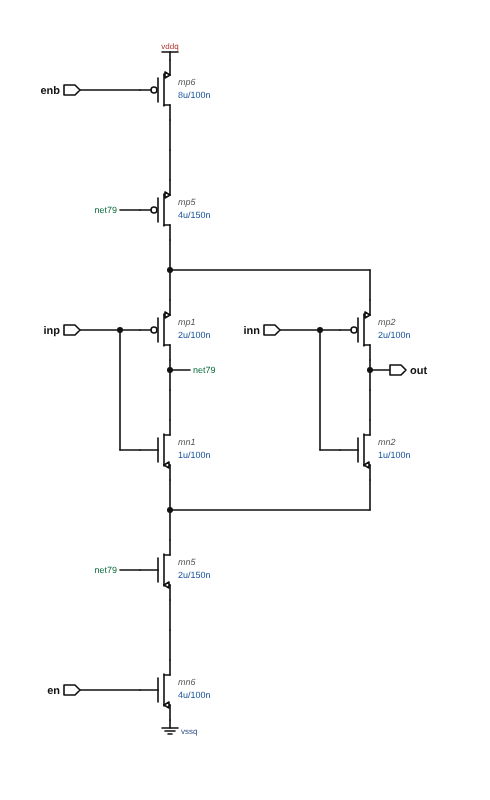 vddq
enb
mp6
8u/100n
mp5
net79
4u/150n
inp
mp1
2u/100n
inn
mp2
2u/100n
net79
out
mn1
1u/100n
mn2
1u/100n
mn5
net79
2u/150n
mn6
en
4u/100n
vssq